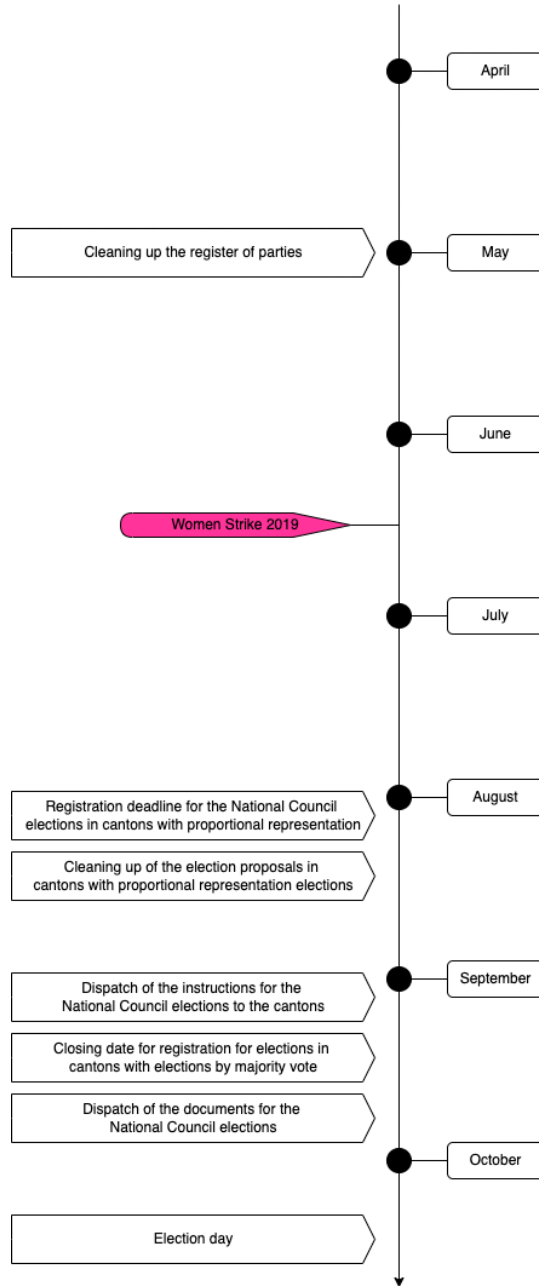 April
Cleaning up the register of parties
May
June
Women Strike 2019
July
August
Registration deadline for the National Council
elections in cantons with proportional representation
Cleaning up of the election proposals in
cantons with proportional representation elections
September
Dispatch of the instructions for the
National Council elections to the cantons
Closing date for registration for elections in
cantons with elections by majority vote
Dispatch of the documents for the
National Council elections
October
Election day